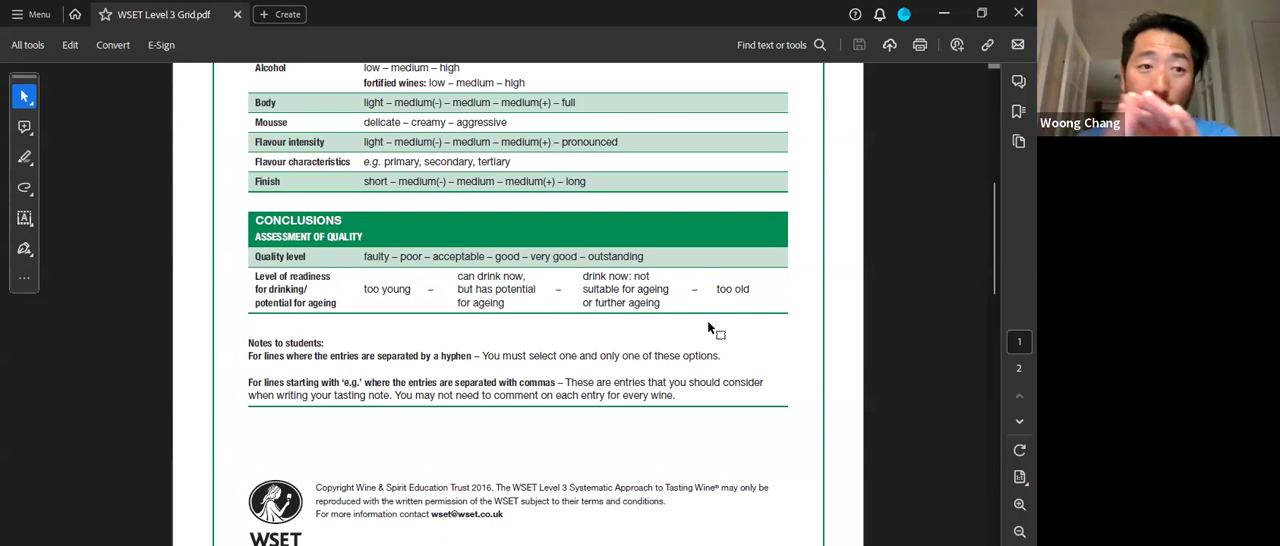 Menu
WSET Level 3 Grid.pdf
Create
All tools
Edit
Convert
E-Sign
Find text or tools
Alcohol
low – medium – high
fortified wines: low – medium – high
Body
light – medium(-) – medium – medium(+) – full
Mousse
delicate – creamy – aggressive
Flavour intensity
light – medium(-) – medium – medium(+) – pronounced
Flavour characteristics
e.g. primary, secondary, tertiary
Finish
short – medium(-) – medium – medium(+) – long
CONCLUSIONS
ASSESSMENT OF QUALITY
Quality level
faulty – poor – acceptable – good – very good – outstanding
Level of readiness
for drinking/
potential for ageing
too young –
can drink now,
but has potential –
for ageing
drink now: not
suitable for ageing –
or further ageing
too old
Notes to students:
For lines where the entries are separated by a hyphen – You must select one and only one of these options.
For lines starting with ‘e.g.’ where the entries are separated with commas – These are entries that you should consider
when writing your tasting note. You may not need to comment on each entry for every wine.
Copyright Wine & Spirit Education Trust 2016. The WSET Level 3 Systematic Approach to Tasting Wine® may only be
reproduced with the written permission of the WSET subject to their terms and conditions.
For more information contact wset@wset.co.uk
WSET
1
2
Woong Chang